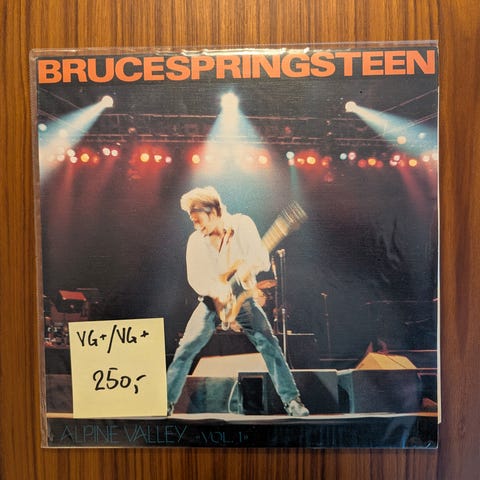 BRUCESPRINGSTEEN
VG+/VG+
250,-
ALPINE VALLEY «VOL. 1»